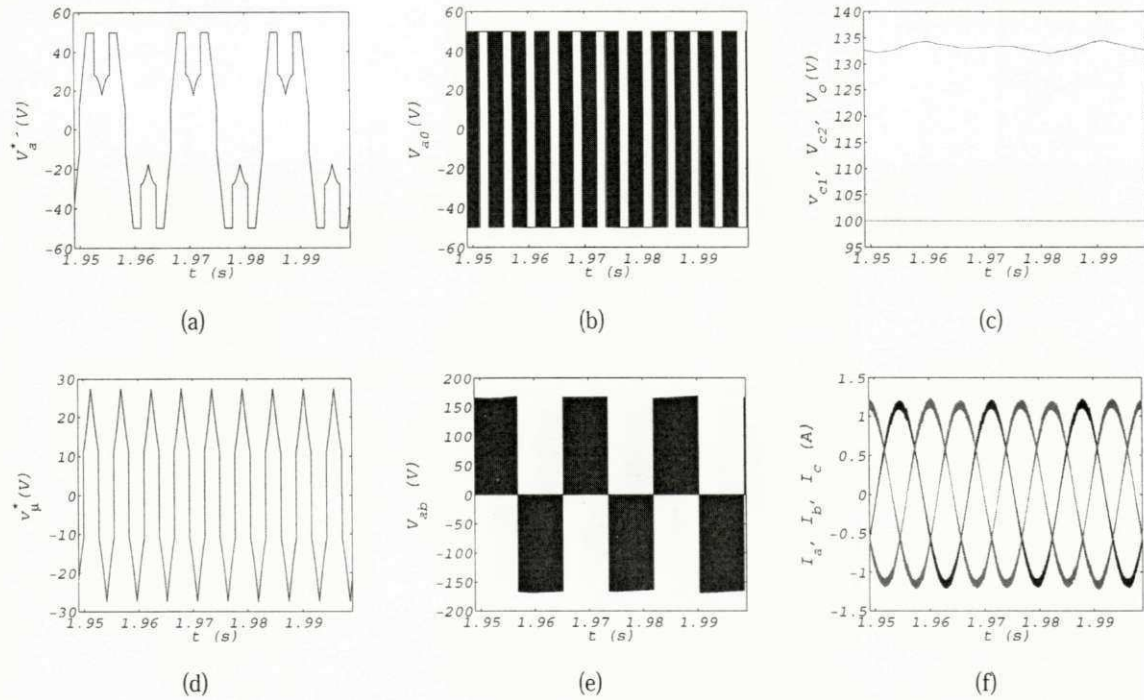 60
40
20
0
-20
-40
-60
V*a´ (V)
1.95 1.96 1.97 1.98 1.99
t (s)
(a)
60
40
20
0
-20
-40
-60
Va0 (V)
1.95 1.96 1.97 1.98 1.99
t (s)
(b)
140
135
130
125
120
115
110
105
100
95
Vc1, Vc2, Vo (V)
1.95 1.96 1.97 1.98 1.99
t (s)
(c)
30
20
10
0
-10
-20
-30
v*μ (V)
1.95 1.96 1.97 1.98 1.99
t (s)
(d)
200
150
100
50
0
-50
-100
-150
-200
Vab (V)
1.95 1.96 1.97 1.98 1.99
t (s)
(e)
1.5
1
0.5
0
-0.5
-1
-1.5
Ia, Ib, Ic (A)
1.95 1.96 1.97 1.98 1.99
t (s)
(f)